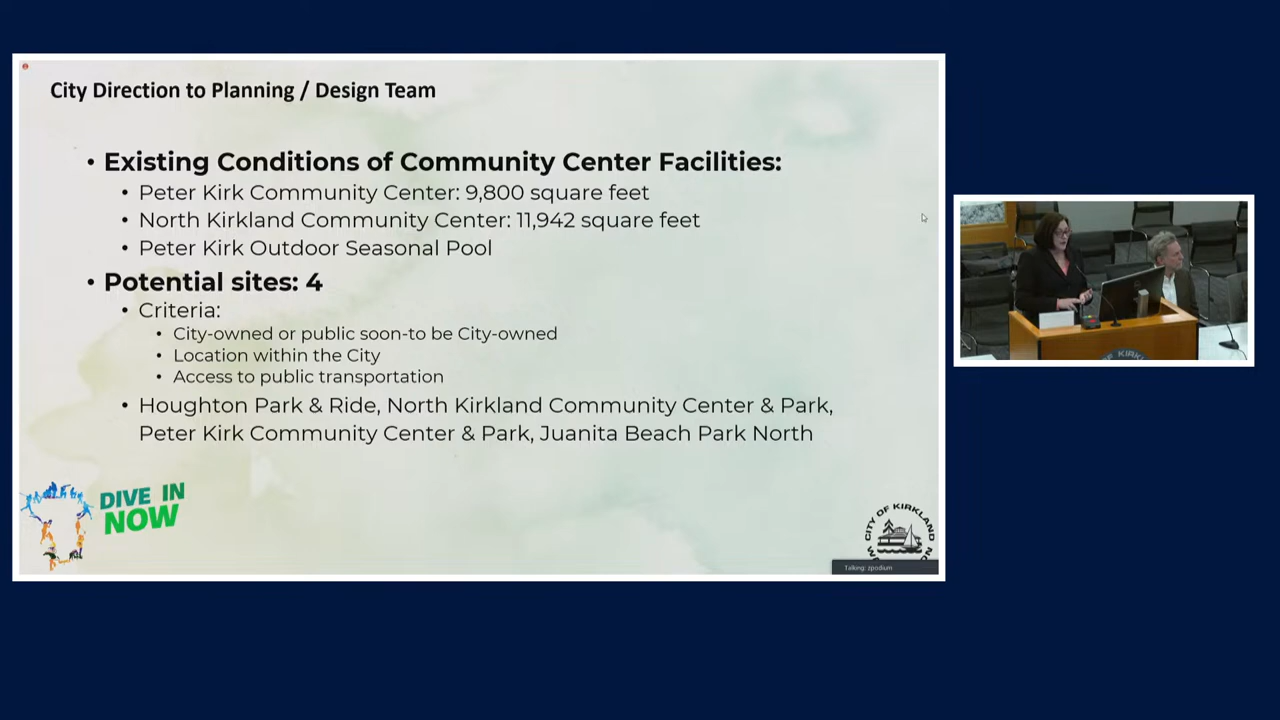 City Direction to Planning / Design Team
• Existing Conditions of Community Center Facilities:
• Peter Kirk Community Center: 9,800 square feet
• North Kirkland Community Center: 11,942 square feet
• Peter Kirk Outdoor Seasonal Pool
• Potential sites: 4
• Criteria:
• City-owned or public soon-to be City-owned
• Location within the City
• Access to public transportation
• Houghton Park & Ride, North Kirkland Community Center & Park,
Peter Kirk Community Center & Park, Juanita Beach Park North
DIVE IN
NOW
CITY OF KIRKLAND
Talking: zpodium